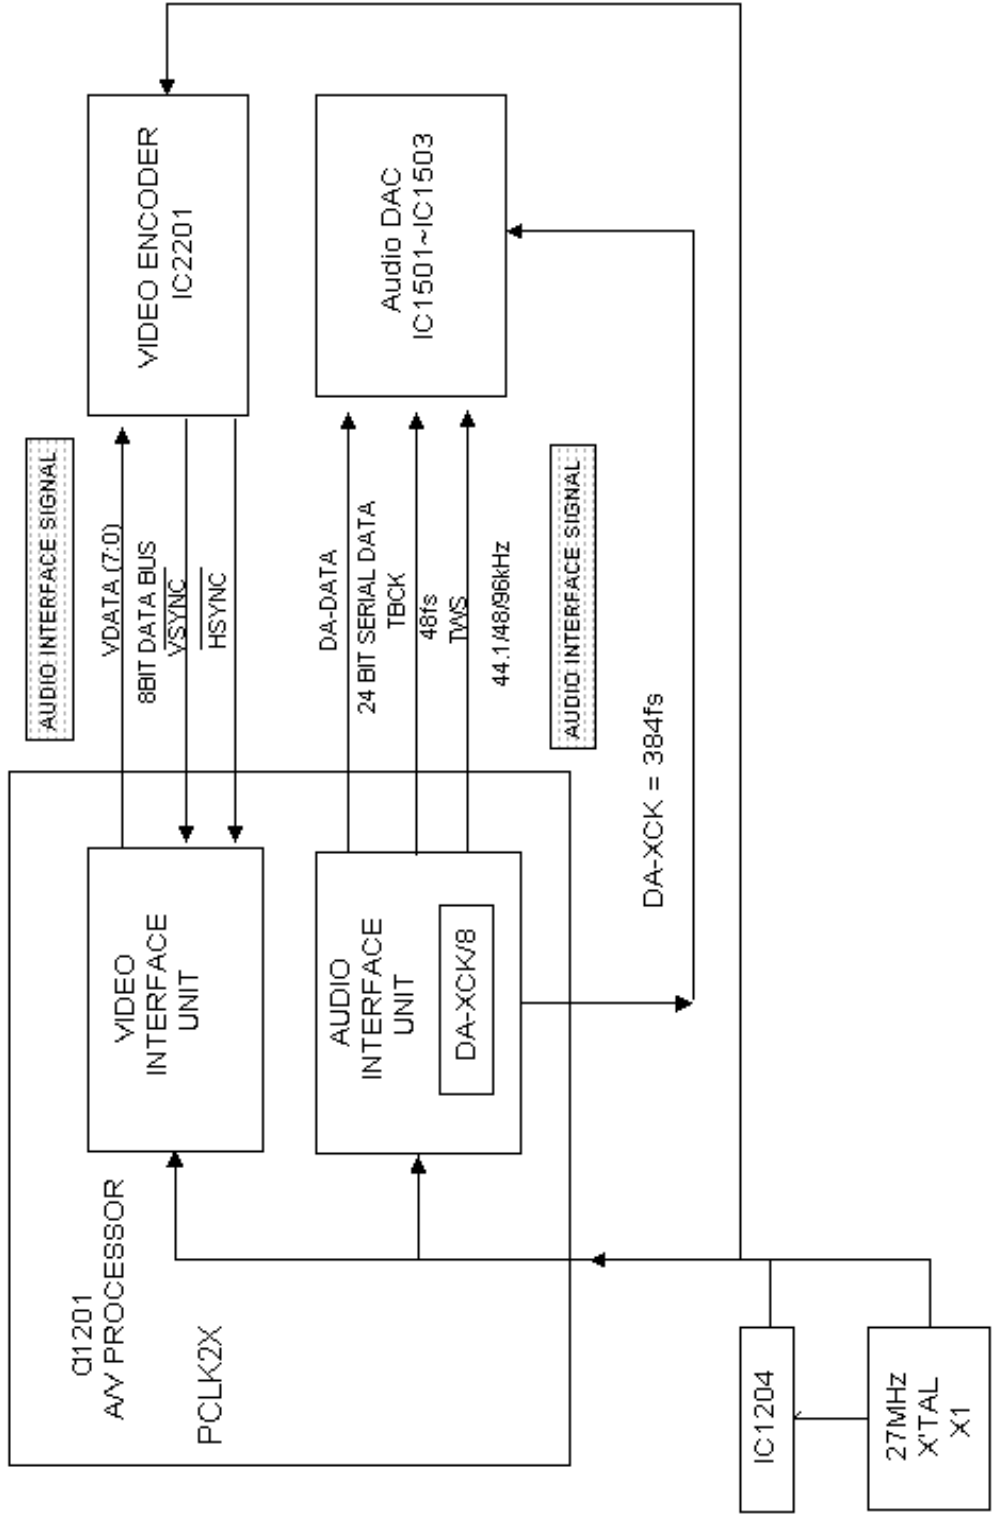 Q1201
A/V PROCESSOR
PCLK2X
VIDEO
INTERFACE
UNIT
AUDIO
INTERFACE
UNIT
DA-XCK/8
AUDIO INTERFACE SIGNAL
VDATA (7:0)
8BIT DATA BUS
VSYNC
HSYNC
DA-DATA
24 BIT SERIAL DATA
TBCK
48fs
TWS
44.1/48/96kHz
AUDIO INTERFACE SIGNAL
DA-XCK = 384fs
VIDEO ENCODER
IC2201
Audio DAC
IC1501~IC1503
IC1204
27MHz
X'TAL
X1